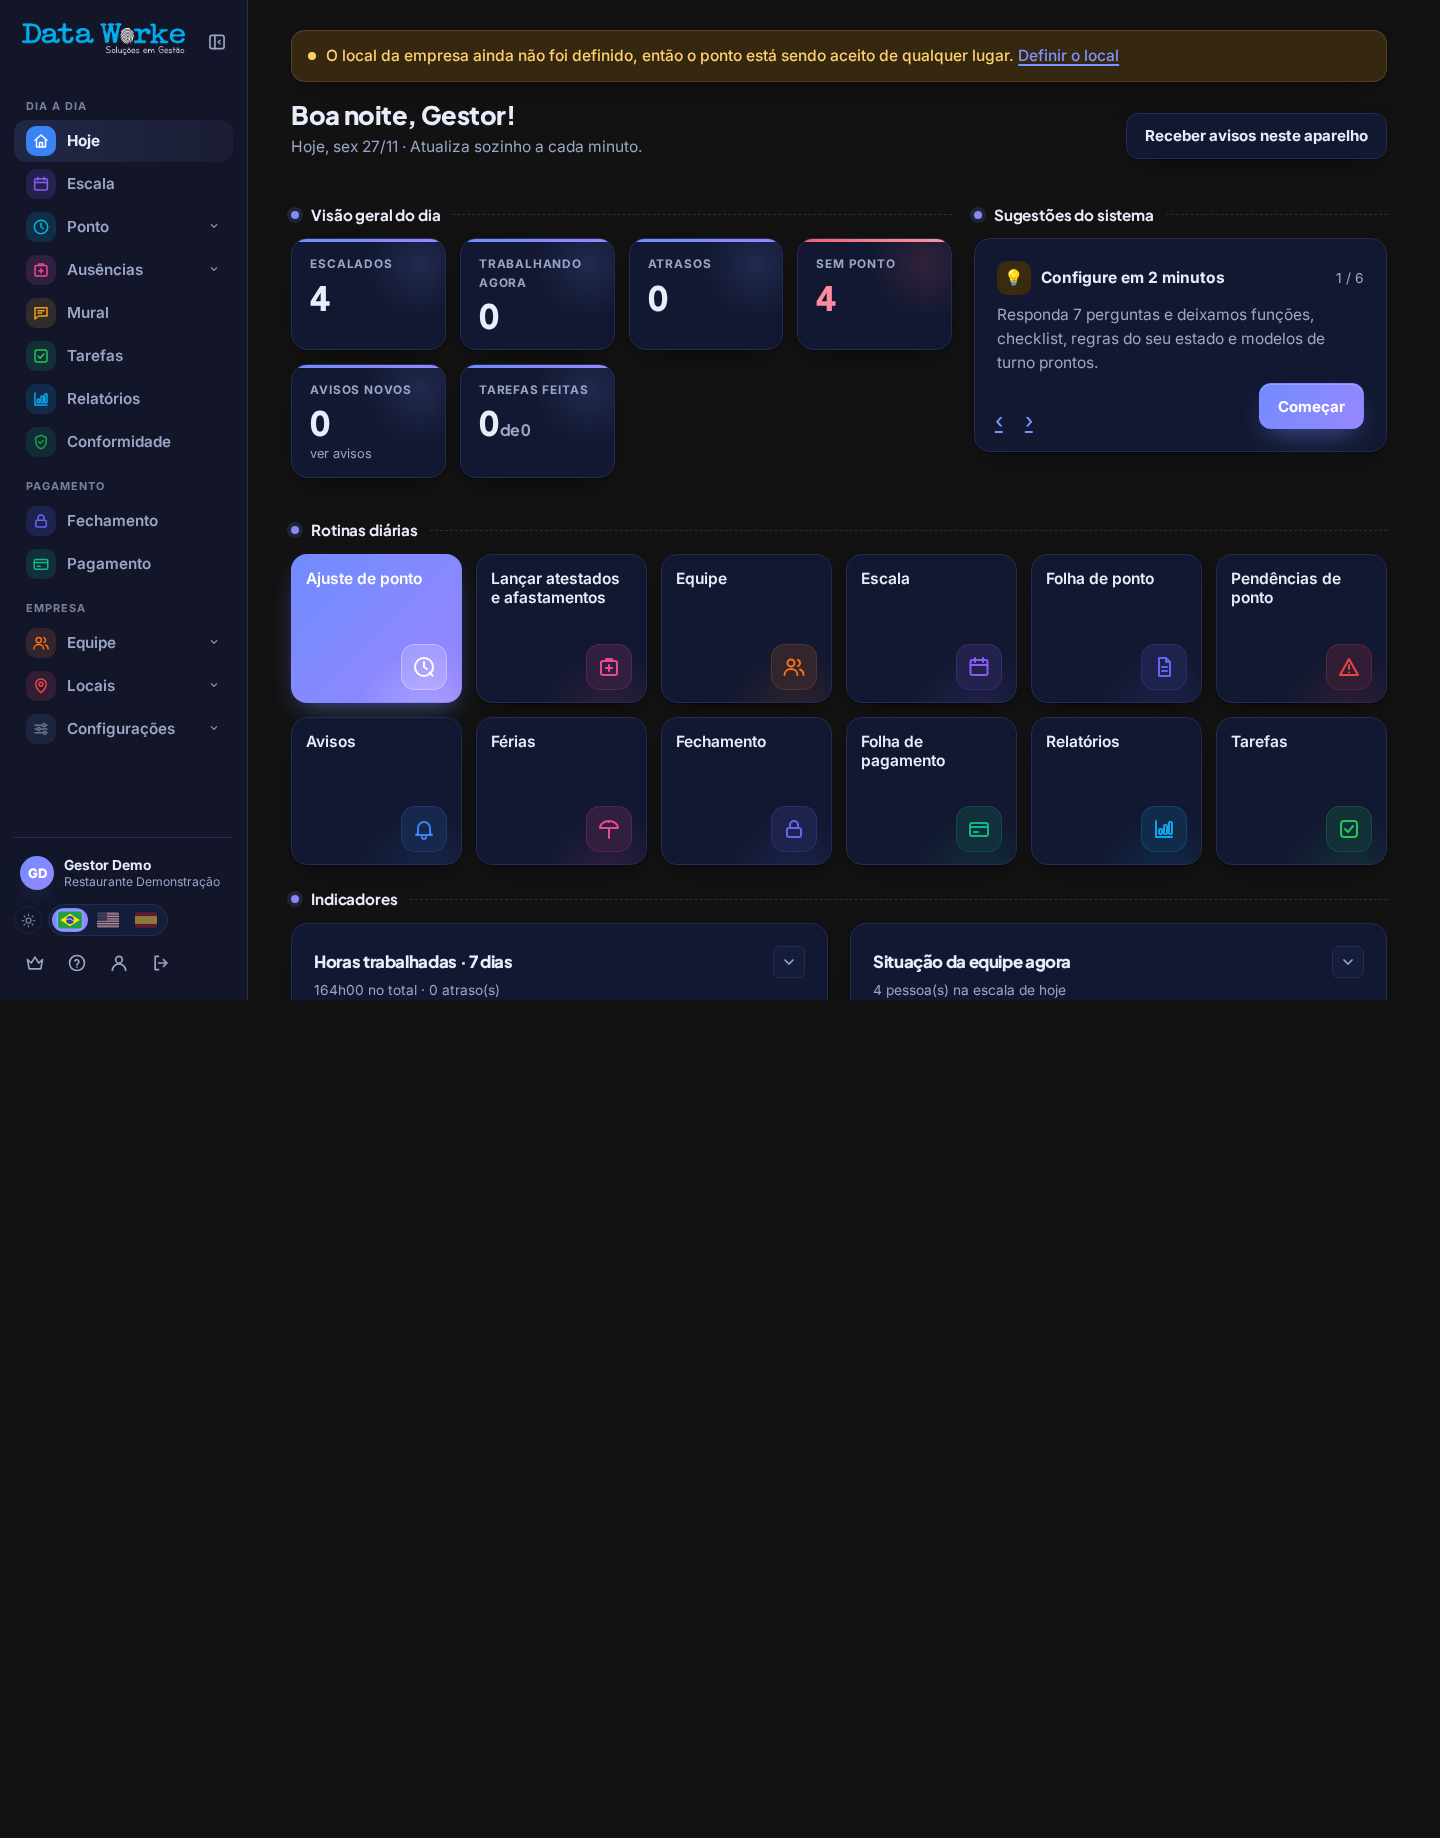 Data Worke
Soluções em Gestão
DIA A DIA
Hoje
Escala
Ponto
Ausências
Mural
Tarefas
Relatórios
Conformidade
PAGAMENTO
Fechamento
Pagamento
EMPRESA
Equipe
Locais
Configurações
GD
Gestor Demo
Restaurante Demonstração
O local da empresa ainda não foi definido, então o ponto está sendo aceito de qualquer lugar. Definir o local
Boa noite, Gestor!
Hoje, sex 27/11 · Atualiza sozinho a cada minuto.
Receber avisos neste aparelho
Visão geral do dia
ESCALADOS
4
TRABALHANDO
AGORA
0
ATRASOS
0
SEM PONTO
4
AVISOS NOVOS
0
ver avisos
TAREFAS FEITAS
0 de 0
Sugestões do sistema
Configure em 2 minutos
1 / 6
Responda 7 perguntas e deixamos funções,
checklist, regras do seu estado e modelos de
turno prontos.
‹ ›
Começar
Rotinas diárias
Ajuste de ponto
Lançar atestados
e afastamentos
Equipe
Escala
Folha de ponto
Pendências de
ponto
Avisos
Férias
Fechamento
Folha de
pagamento
Relatórios
Tarefas
Indicadores
Horas trabalhadas · 7 dias
164h00 no total · 0 atraso(s)
Situação da equipe agora
4 pessoa(s) na escala de hoje